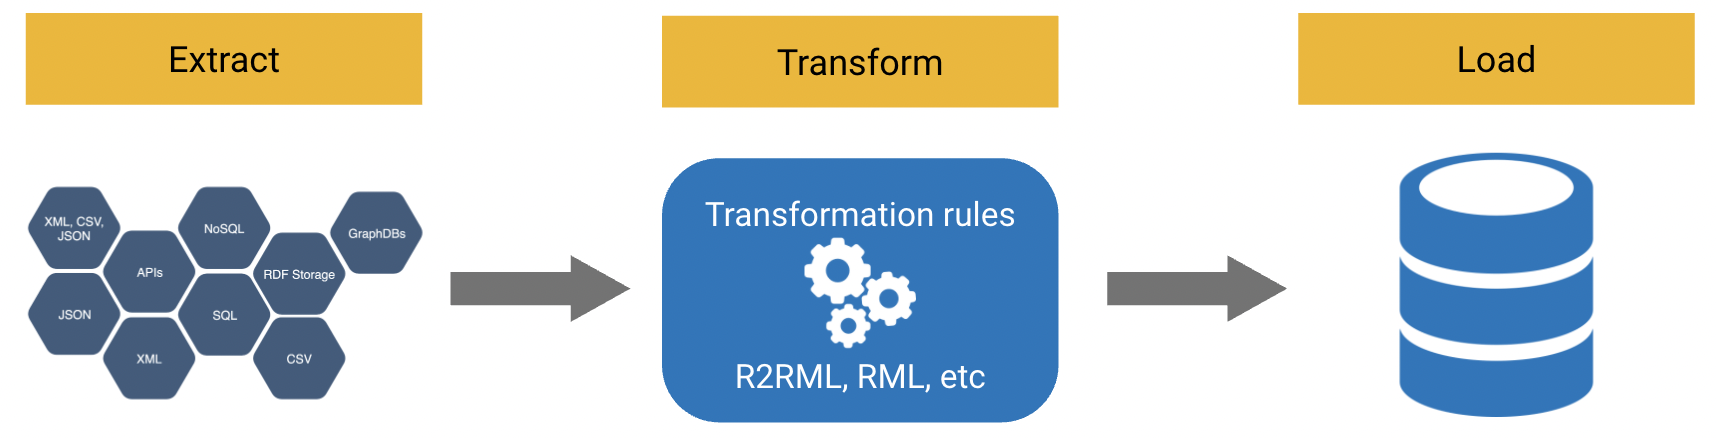 Extract
Transform
Load
XML, CSV,
JSON
NoSQL
GraphDBs
APIs
RDF Storage
JSON
SQL
XML
CSV
Transformation rules
R2RML, RML, etc